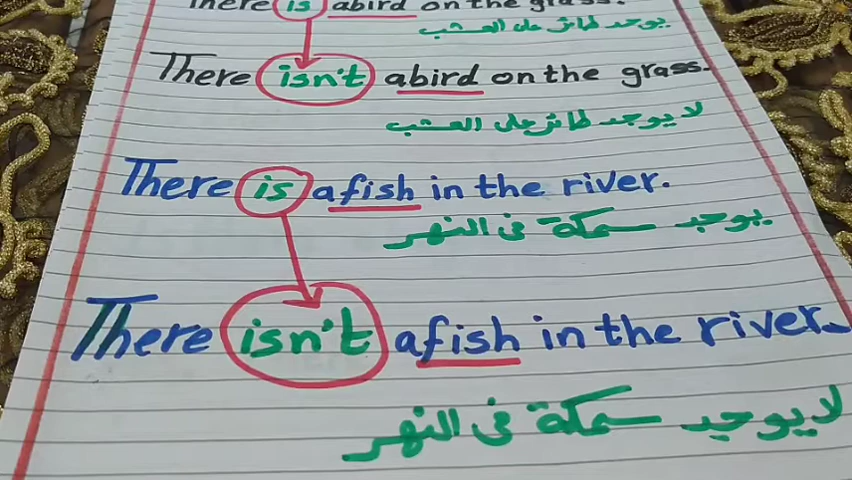 There is abird on the grass.
يوجد طائر على العشب
There isn't abird on the grass.
لا يوجد طائر على العشب
There is afish in the river.
يوجد سمكة فى النهر
There isn't afish in the river.
لا يوجد سمكة فى النهر